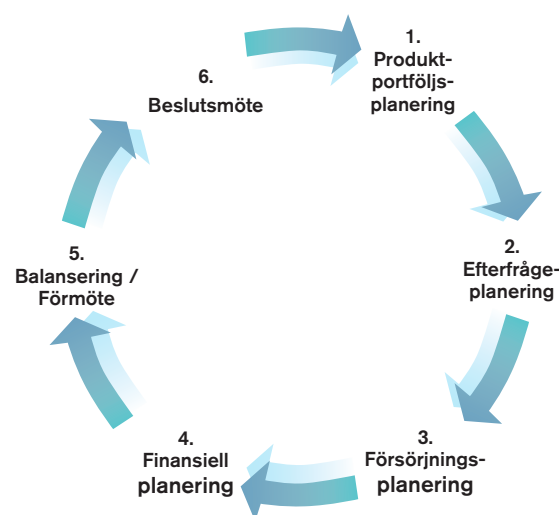 1.
Produkt-
portföljs-
planering
2.
Efterfråge-
planering
3.
Försörjnings-
planering
4.
Finansiell
planering
5.
Balansering /
Förmöte
6.
Beslutsmöte